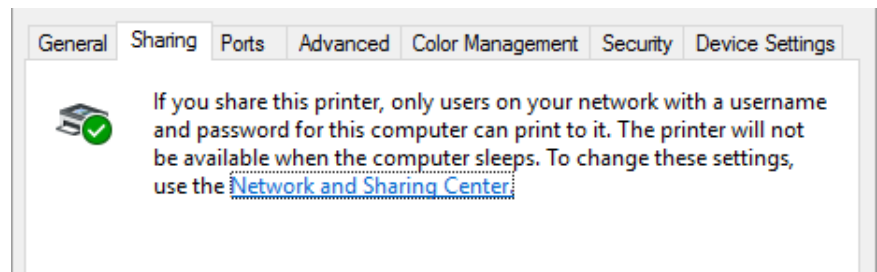 General Sharing Ports Advanced Color Management Security Device Settings
If you share this printer, only users on your network with a username
and password for this computer can print to it. The printer will not
be available when the computer sleeps. To change these settings,
use the Network and Sharing Center.